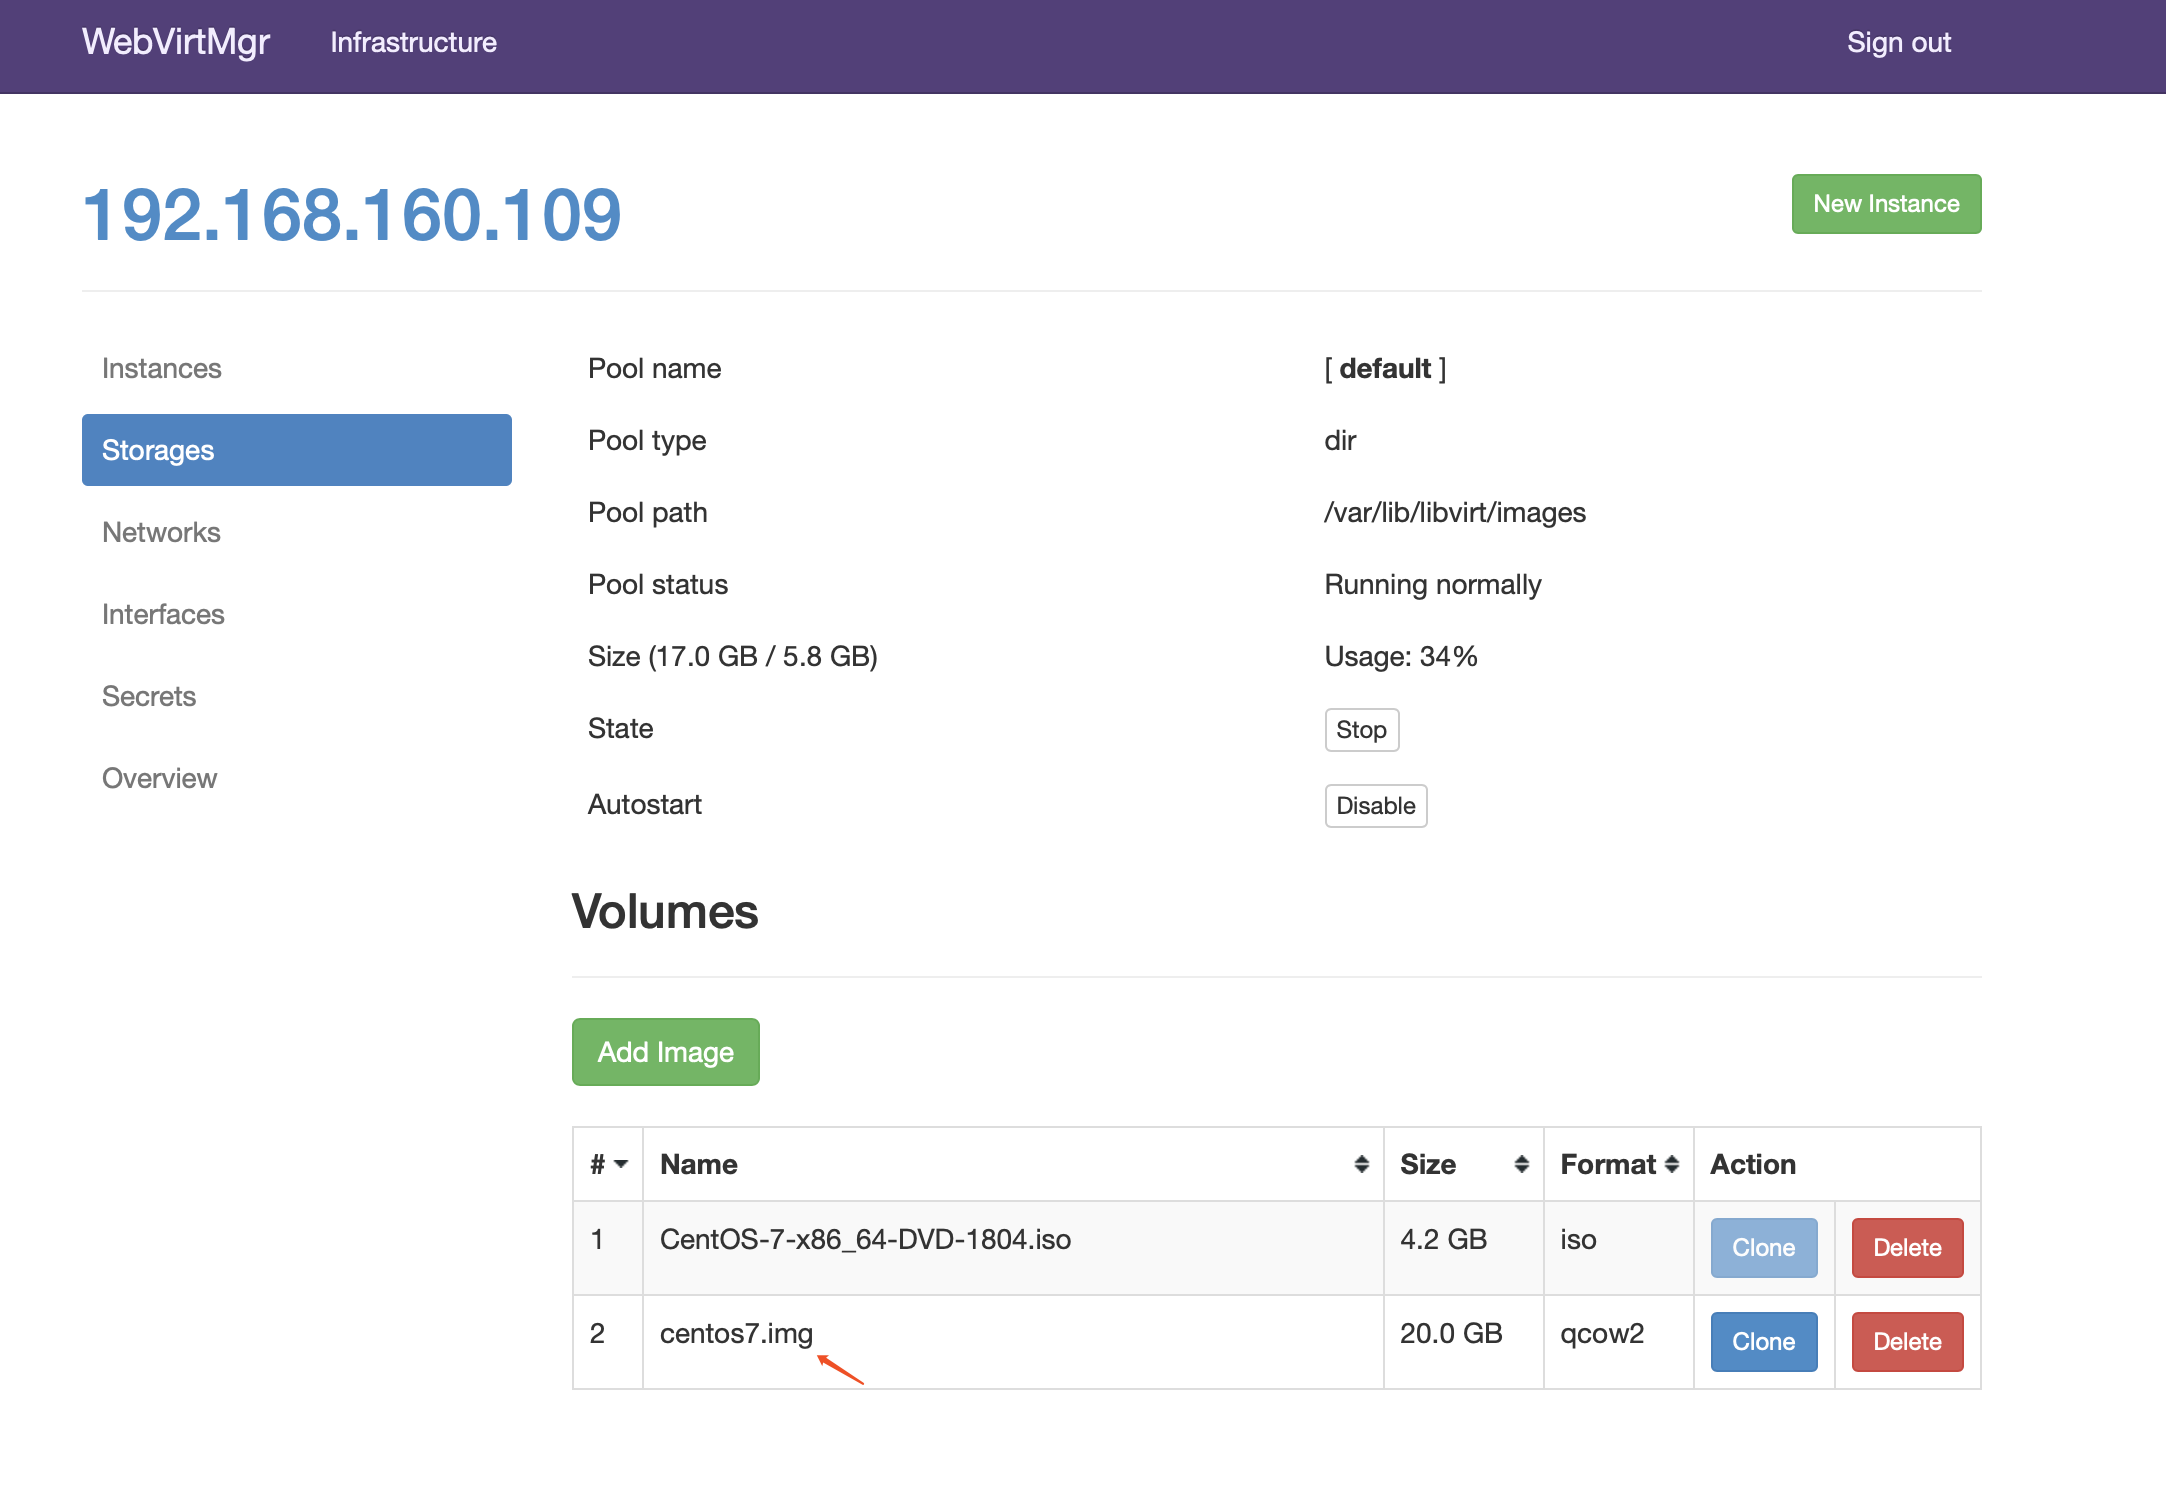 WebVirtMgr Infrastructure Sign out
192.168.160.109 New Instance
Instances
Storages
Networks
Interfaces
Secrets
Overview
Pool name [ default ]
Pool type dir
Pool path /var/lib/libvirt/images
Pool status Running normally
Size (17.0 GB / 5.8 GB) Usage: 34%
State Stop
Autostart Disable
Volumes
Add Image
# Name Size Format Action
1 CentOS-7-x86_64-DVD-1804.iso 4.2 GB iso Clone Delete
2 centos7.img 20.0 GB qcow2 Clone Delete